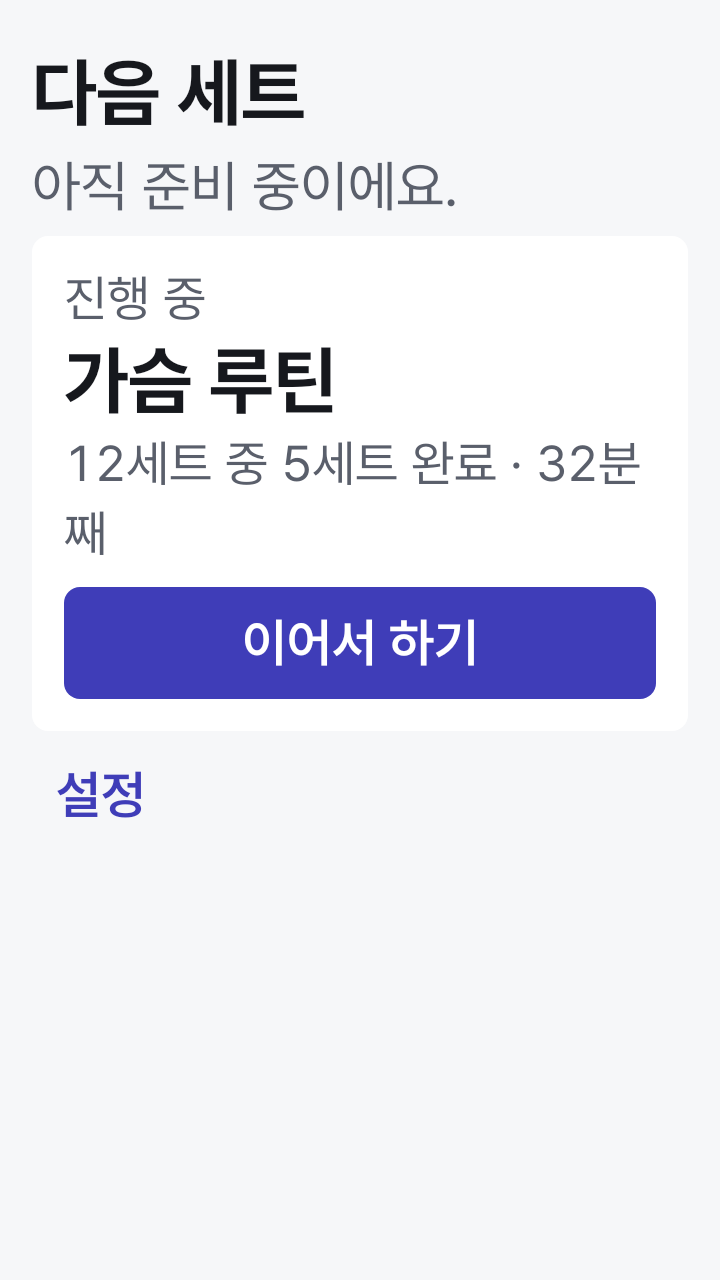 다음 세트
아직 준비 중이에요.
진행 중
가슴 루틴
12세트 중 5세트 완료 · 32분
째
이어서 하기
설정